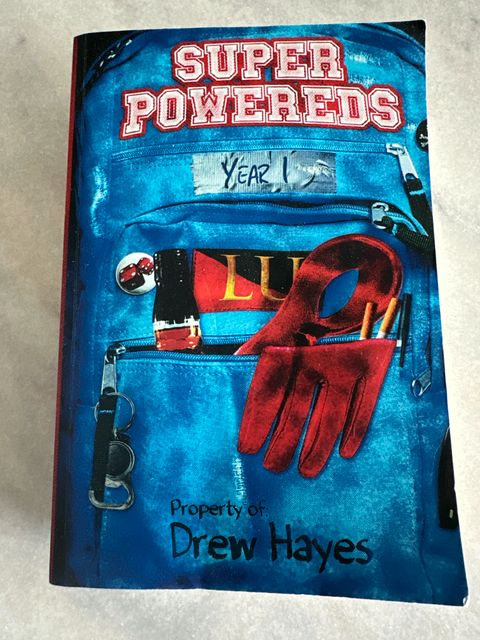 SUPER
POWEREDS
YEAR 1
LU
Property of:
Drew Hayes